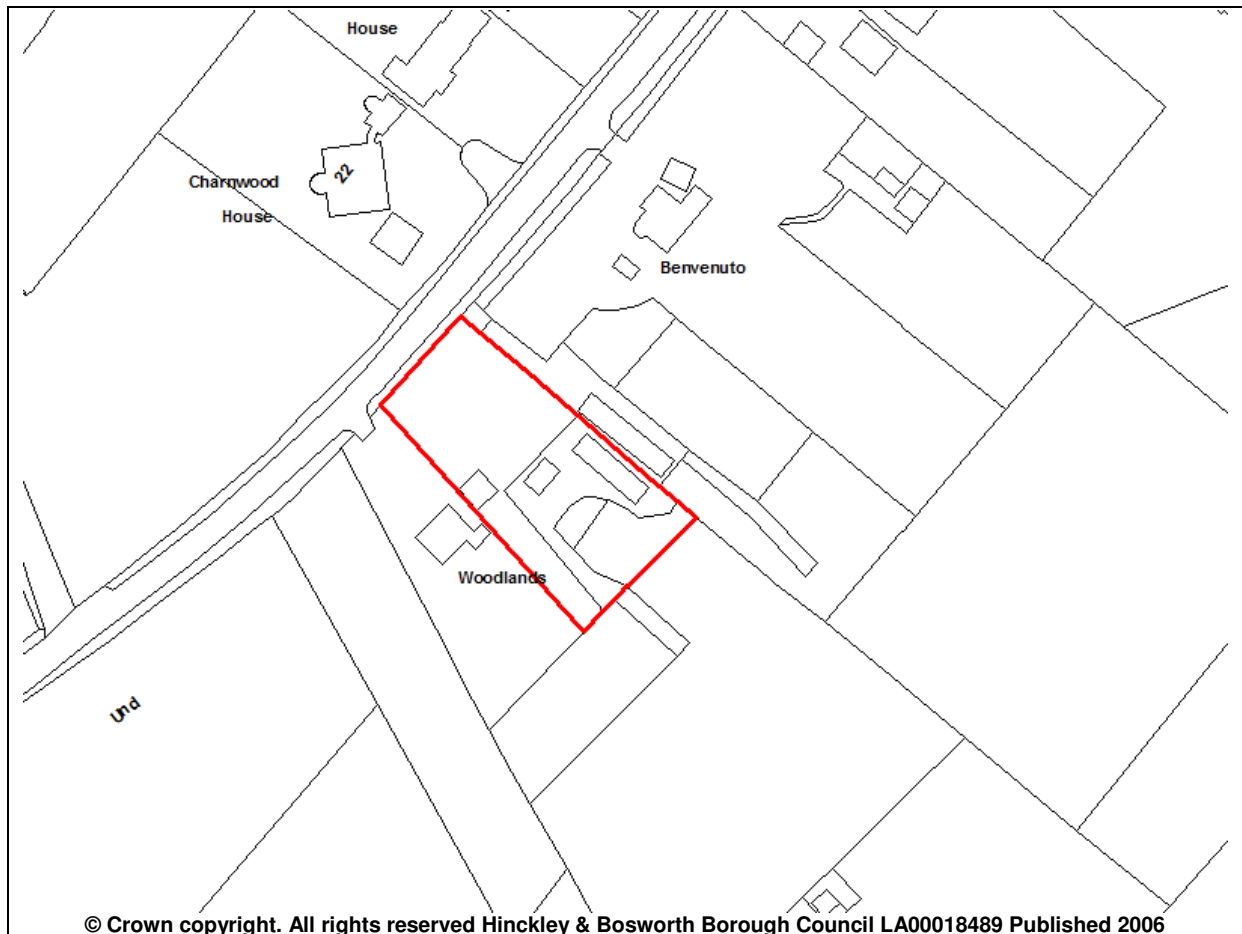 House
22
Charnwood
House
Benvenuto
Woodlands
Und
© Crown copyright. All rights reserved Hinckley & Bosworth Borough Council LA00018489 Published 2006